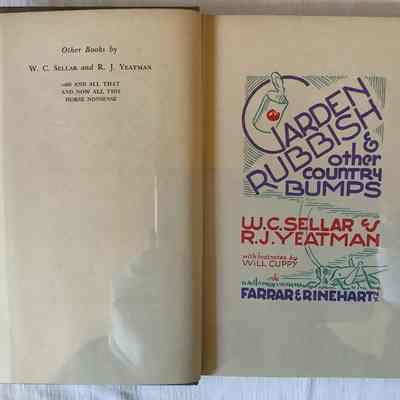 Other Books by
W. C. SELLAR and R. J. YEATMAN
1066 AND ALL THAT
AND NOW ALL THIS
HORSE NONSENSE
GARDEN
RUBBISH
&
other
COUNTRY
BUMPS
W.C. SELLAR &
R.J. YEATMAN
with footnotes by
WILL CUPPY
FARRAR & RINEHART